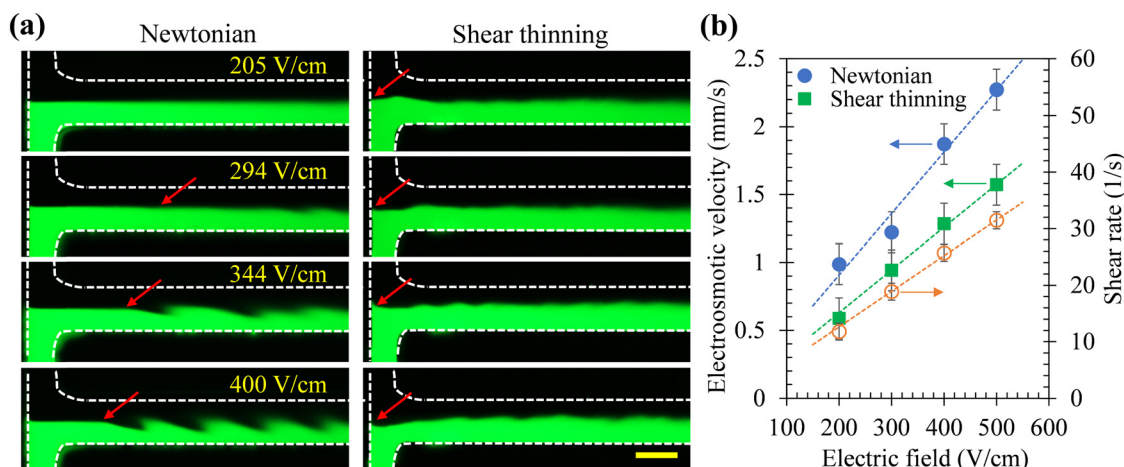 (a)
Newtonian
Shear thinning
205 V/cm
294 V/cm
344 V/cm
400 V/cm
(b)
Newtonian
Shear thinning
Electroosmotic velocity (mm/s)
2.5
2
1.5
1
0.5
0
Shear rate (1/s)
60
50
40
30
20
10
0
100 200 300 400 500 600
Electric field (V/cm)